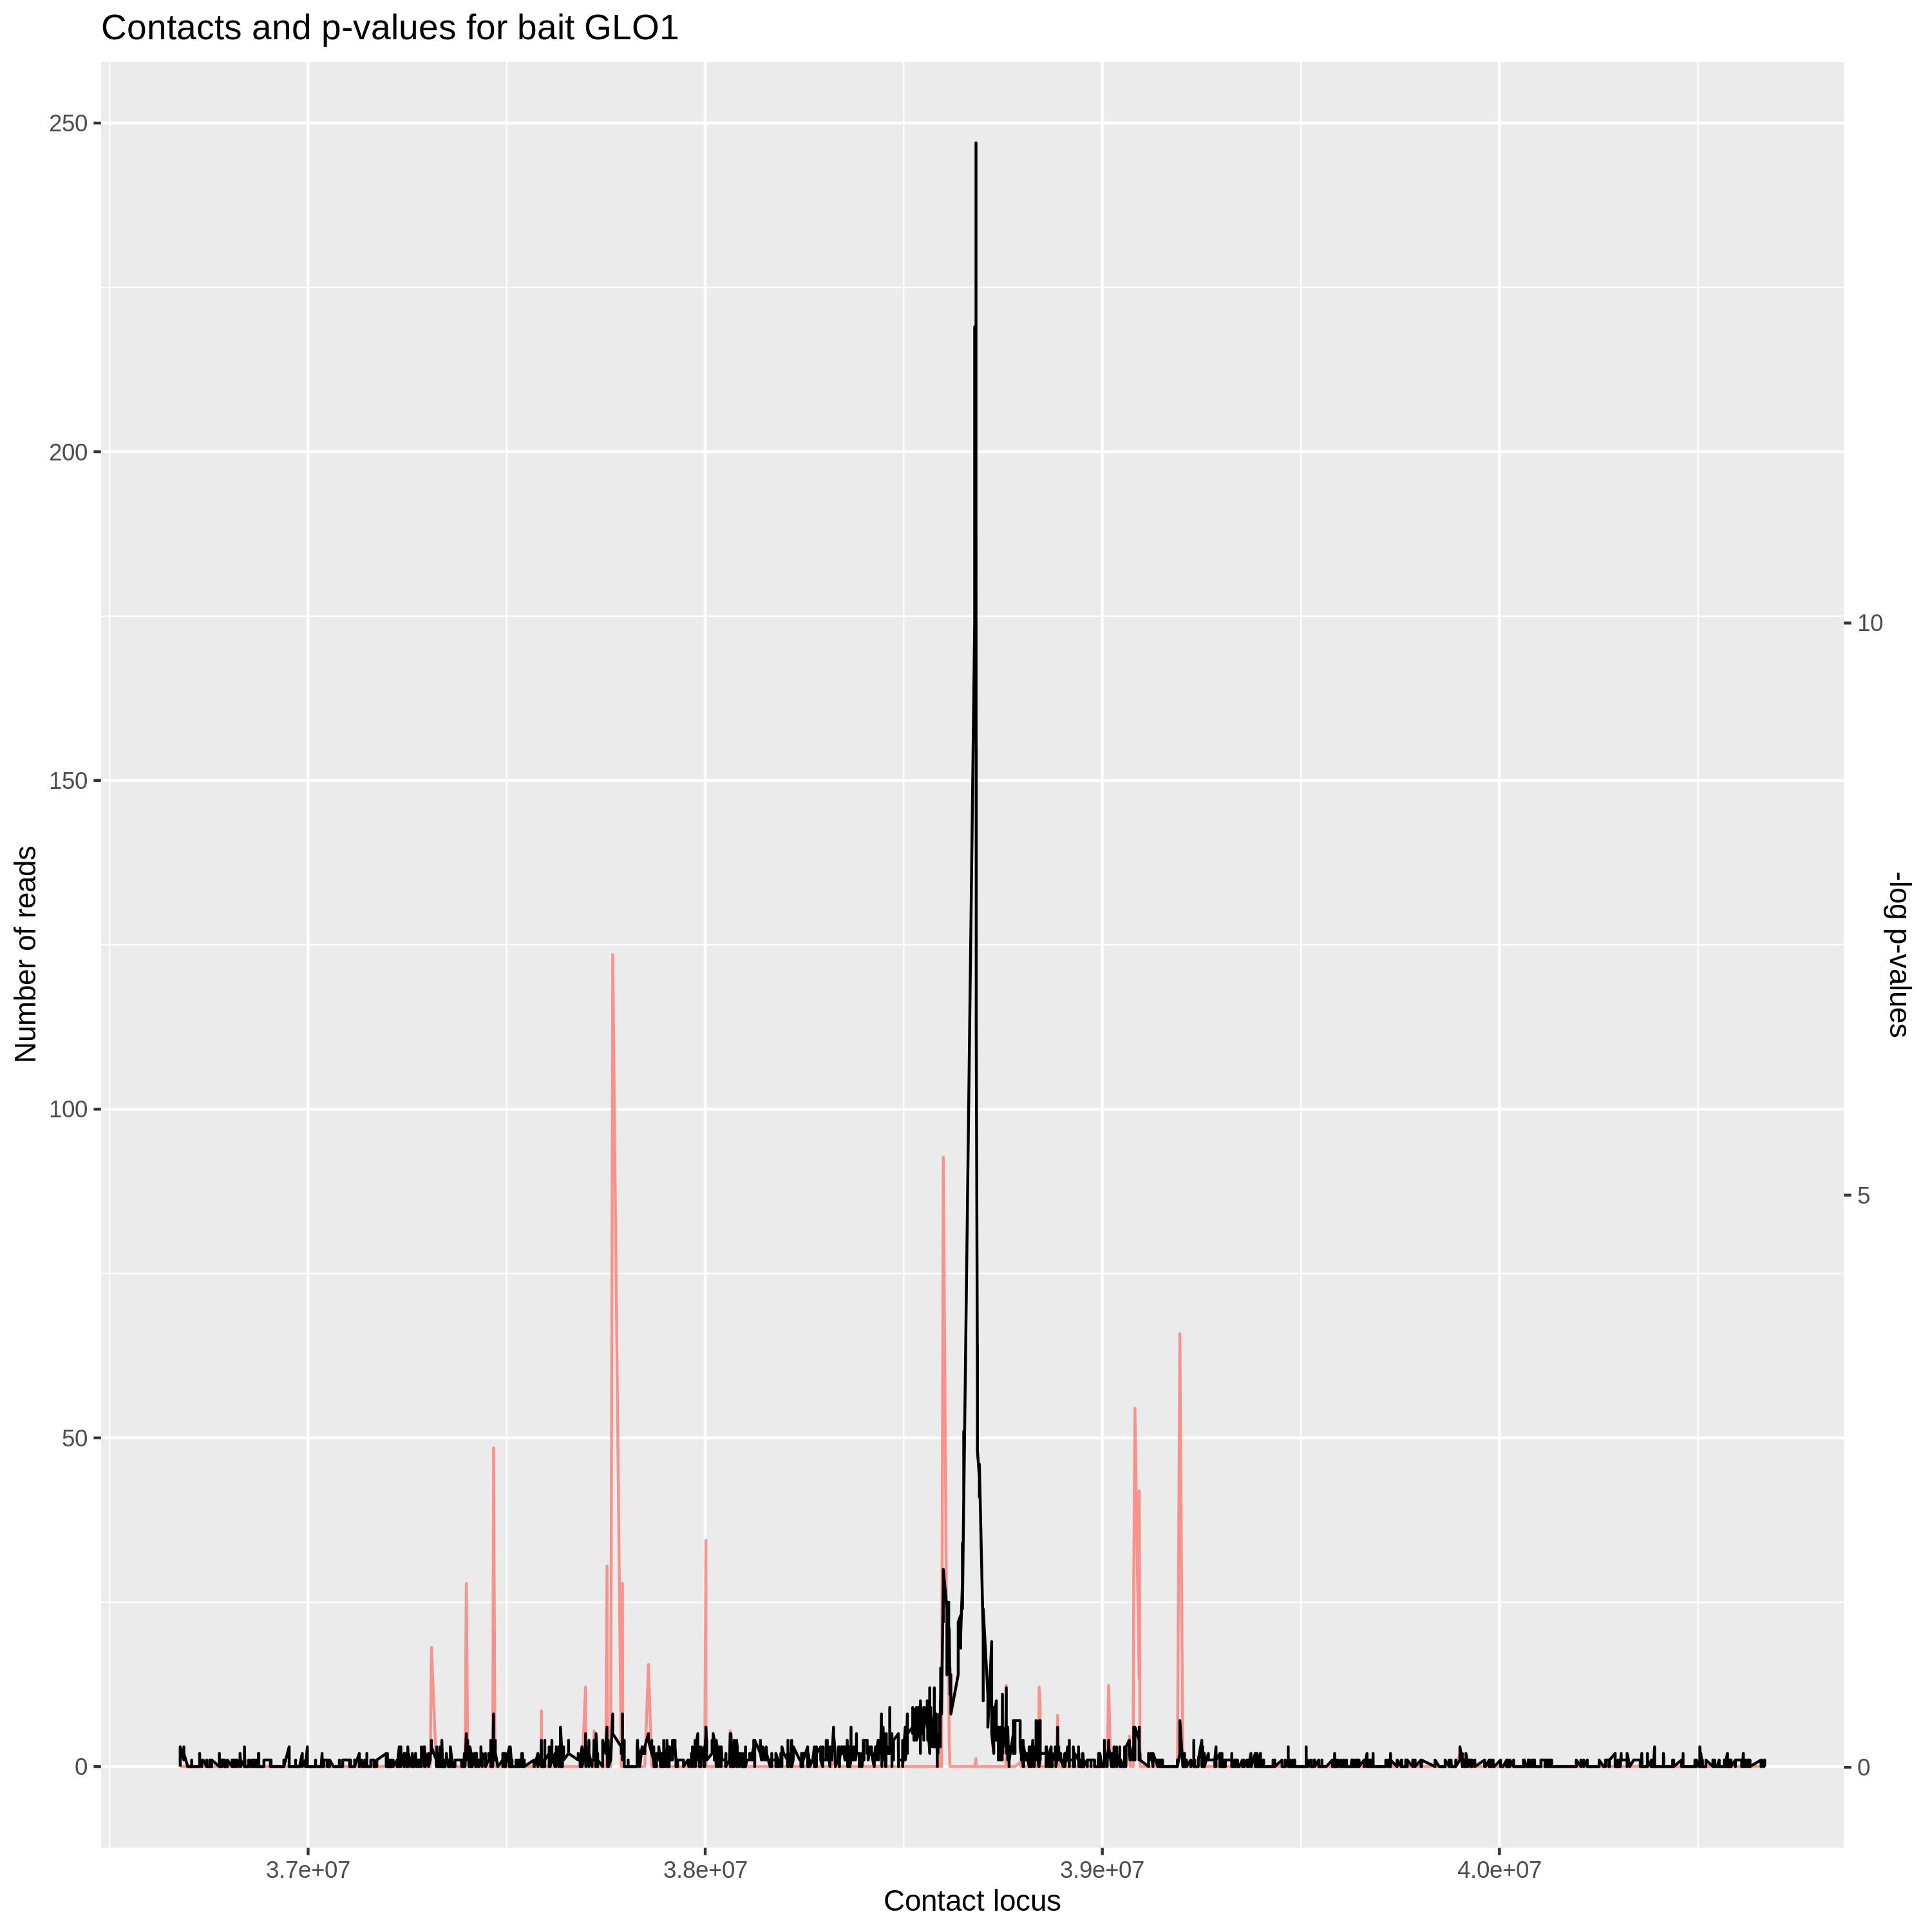 Contacts and p-values for bait GLO1
250
200
150
100
50
0
Number of reads
10
5
0
-log p-values
3.7e+07
3.8e+07
3.9e+07
4.0e+07
Contact locus